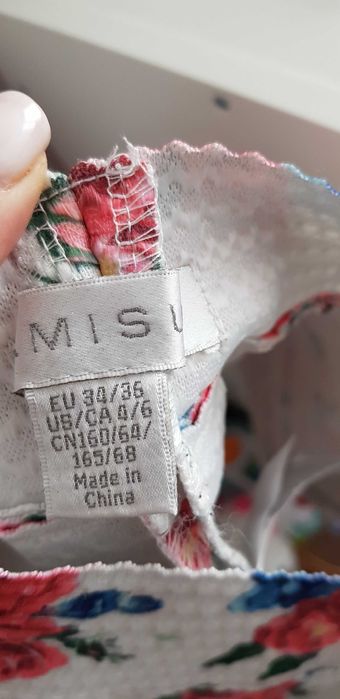 .MISU
EU 34/36
US/CA 4/6
CN160/64/
165/68
Made in
China